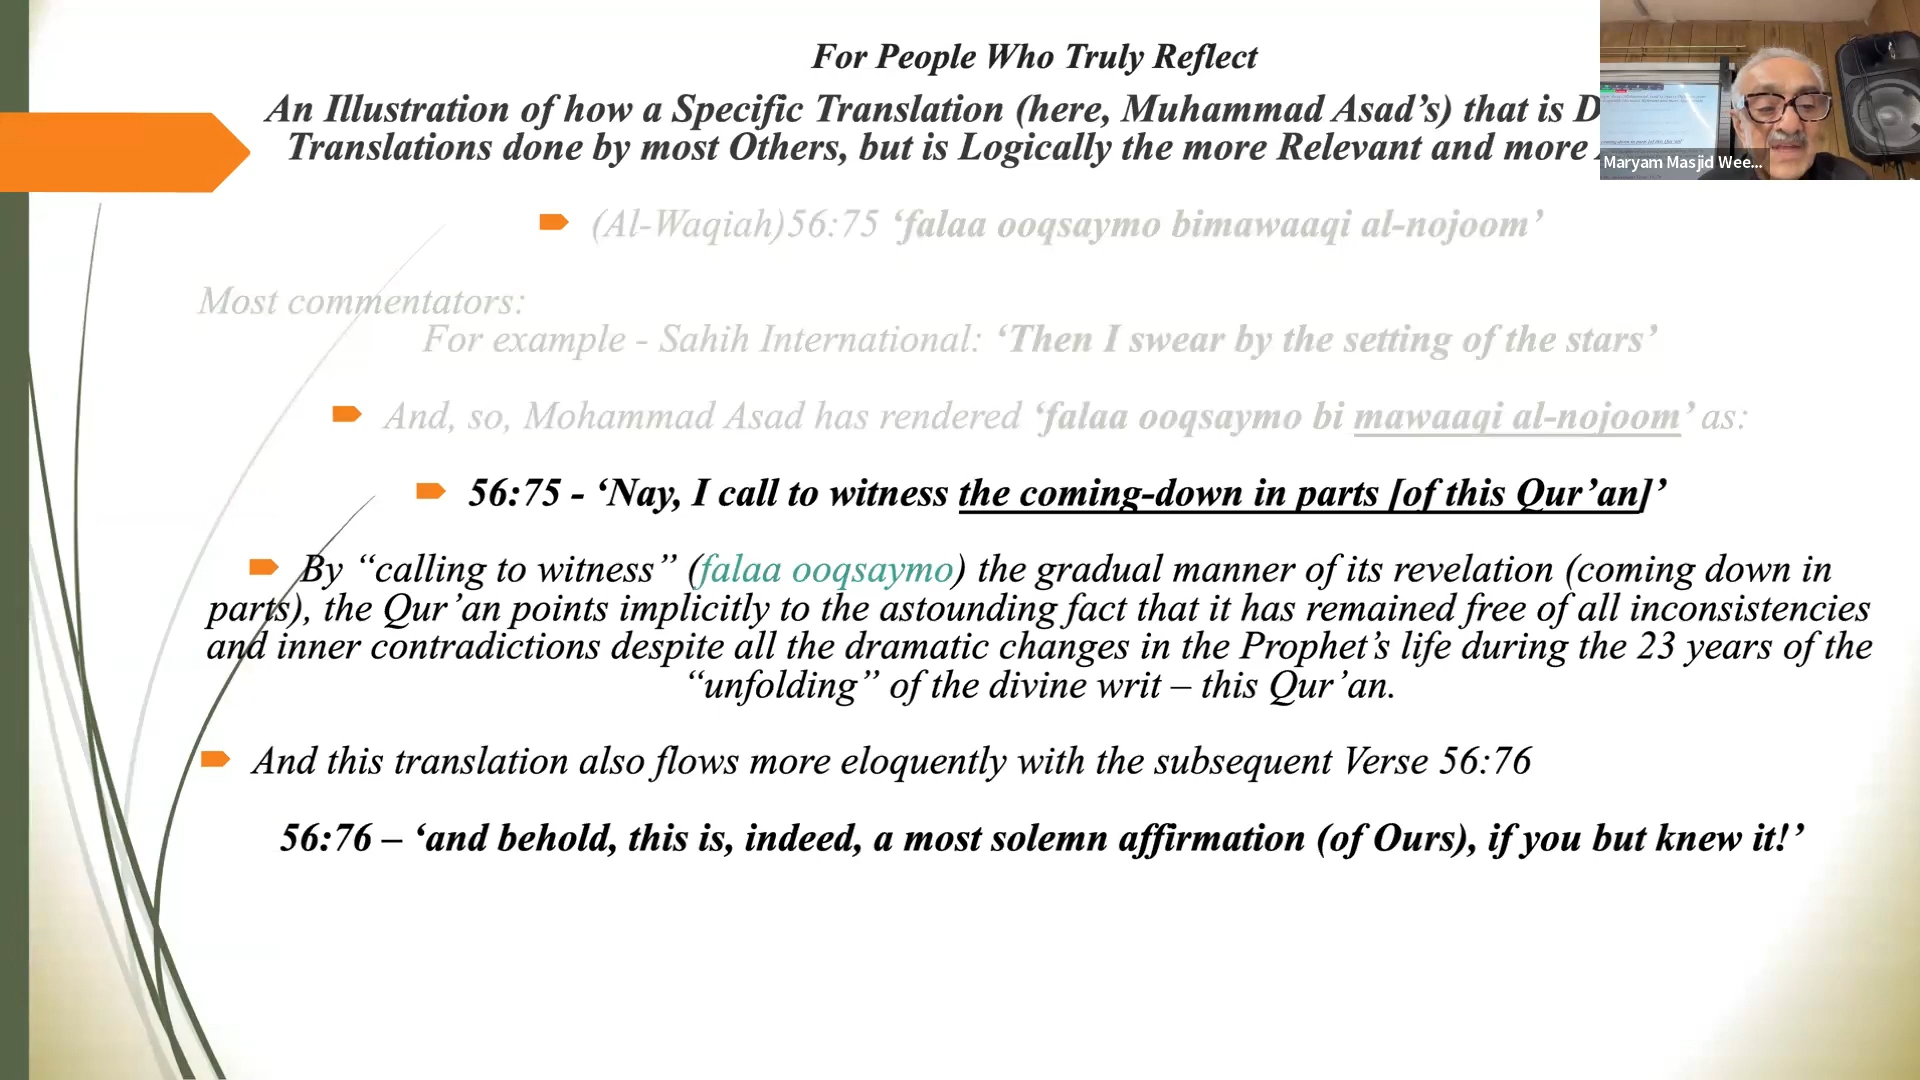 For People Who Truly Reflect
An Illustration of how a Specific Translation (here, Muhammad Asad’s) that is
Translations done by most Others, but is Logically the more Relevant and more
Maryam Masjid Wee...
(Al-Waqiah)56:75 ‘falaa ooqsaymo bimawaaqi al-nojoom’
Most commentators:
For example - Sahih International: ‘Then I swear by the setting of the stars’
And, so, Mohammad Asad has rendered ‘falaa ooqsaymo bi mawaaqi al-nojoom’ as:
56:75 - ‘Nay, I call to witness the coming-down in parts [of this Qur’an]’
By “calling to witness” (falaa ooqsaymo) the gradual manner of its revelation (coming down in
parts), the Qur’an points implicitly to the astounding fact that it has remained free of all inconsistencies
and inner contradictions despite all the dramatic changes in the Prophet’s life during the 23 years of the
“unfolding” of the divine writ – this Qur’an.
And this translation also flows more eloquently with the subsequent Verse 56:76
56:76 – ‘and behold, this is, indeed, a most solemn affirmation (of Ours), if you but knew it!’